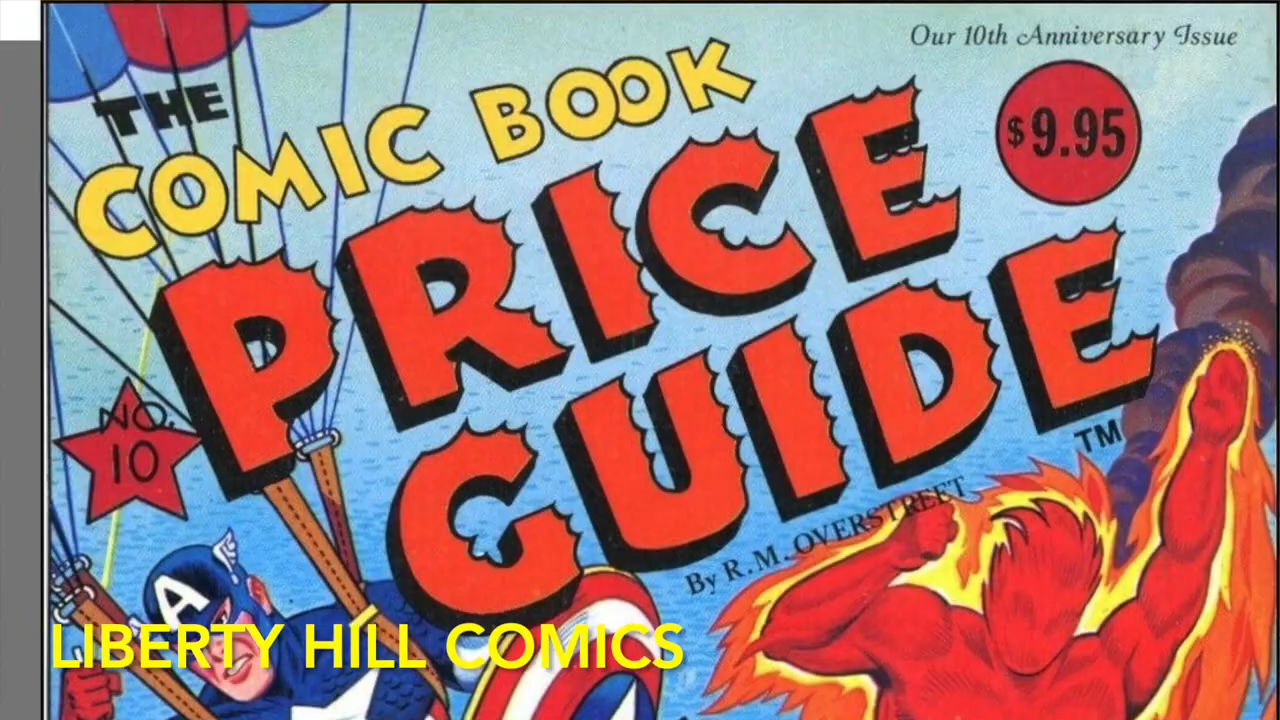 Our 10th Anniversary Issue
THE
COMIC BOOK
$9.95
PRICE
GUIDE
TM
NO.
10
By R.M. OVERSTREET
A
LIBERTY HILL COMICS